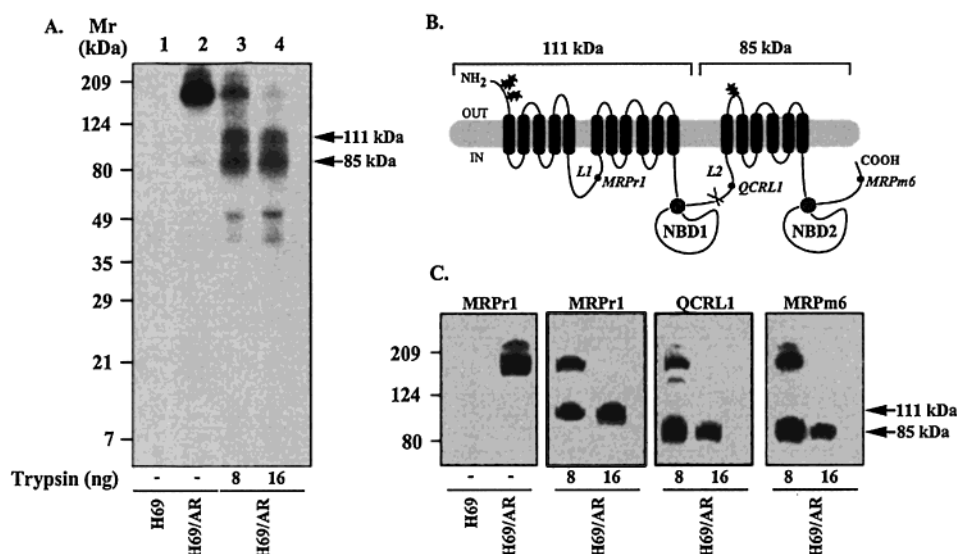 A.
Mr
(kDa)
1 2 3 4
209
124
80
49
35
29
21
7
111 kDa
85 kDa
Trypsin (ng) - - 8 16
H69
H69/AR
H69/AR
B.
111 kDa 85 kDa
NH2
OUT
IN
L1
MRPr1
L2
QCRL1
COOH
MRPm6
NBD1
NBD2
C.
MRPr1 MRPr1 QCRL1 MRPm6
209
124
80
111 kDa
85 kDa
- - 8 16 8 16 8 16
H69
H69/AR
H69/AR
H69/AR
H69/AR